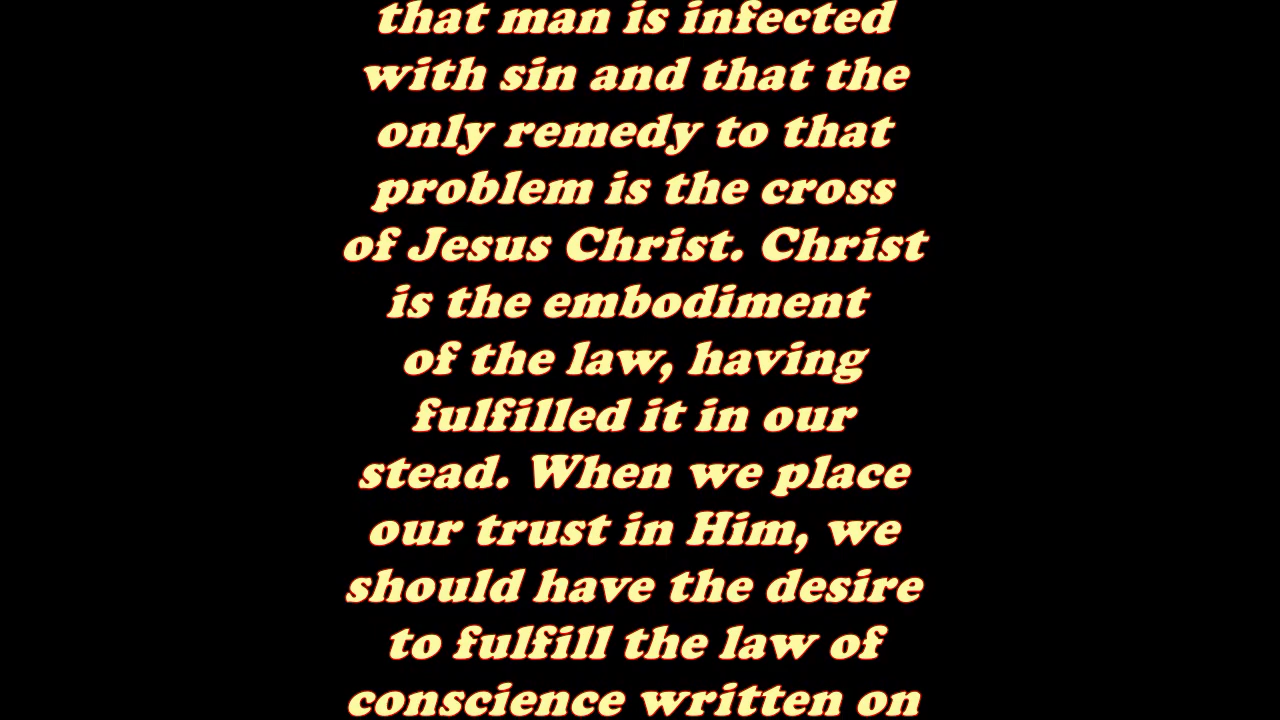 that man is infected
with sin and that the
only remedy to that
problem is the cross
of Jesus Christ. Christ
is the embodiment
of the law, having
fulfilled it in our
stead. When we place
our trust in Him, we
should have the desire
to fulfill the law of
conscience written on